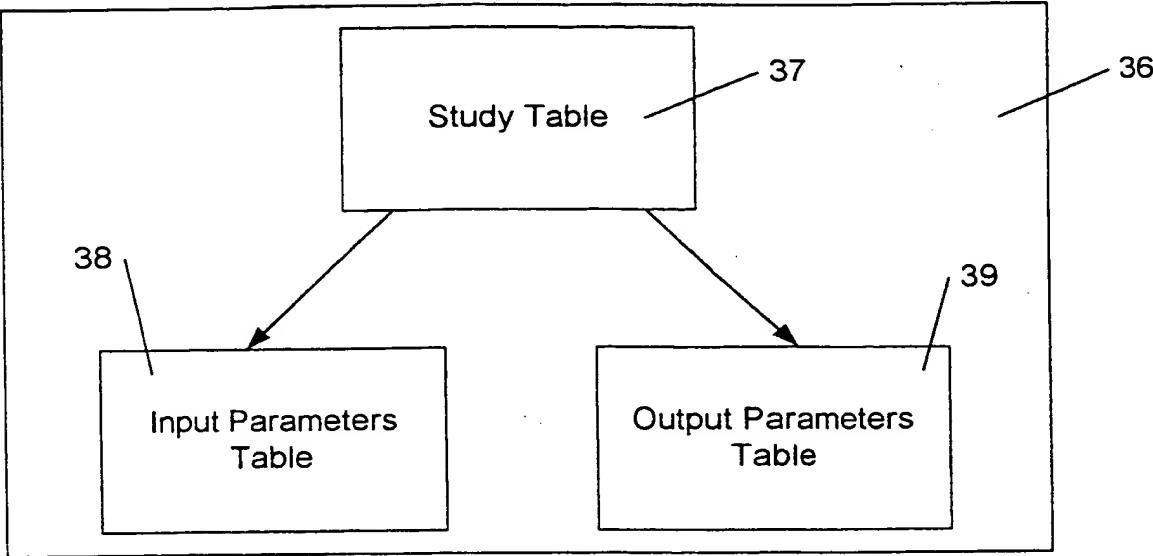 37
36
Study Table
38
39
Input Parameters
Table
Output Parameters
Table